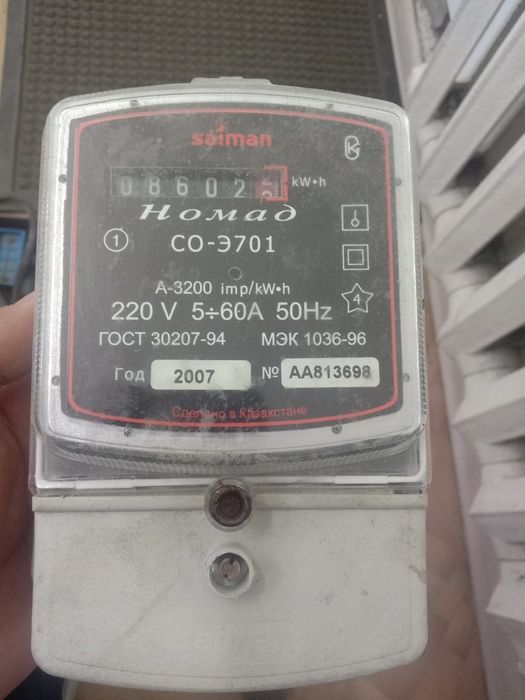 saiman
08602 kW•h
Номад
1 СО-Э701
A-3200 imp/kW•h
4
220 V 5÷60A 50Hz
ГОСТ 30207-94 МЭК 1036-96
Год 2007 № AA813698
Сделано в Казахстане